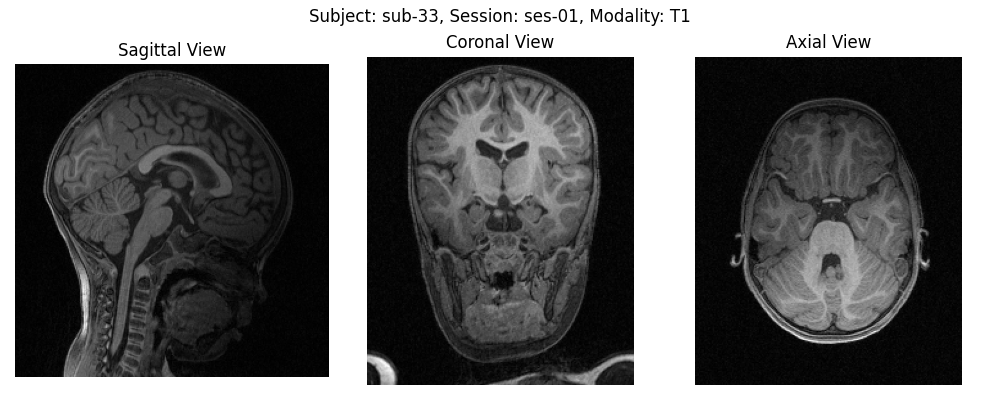 Subject: sub-33, Session: ses-01, Modality: T1
Sagittal View
Coronal View
Axial View